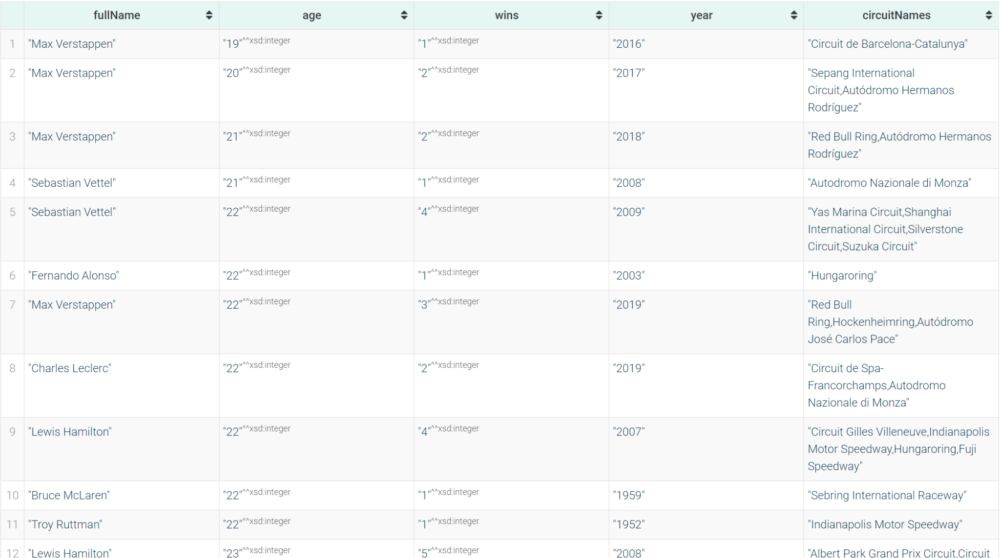 fullName age wins year circuitNames
1 "Max Verstappen" "19"^^xsd:integer "1"^^xsd:integer "2016" "Circuit de Barcelona-Catalunya"
2 "Max Verstappen" "20"^^xsd:integer "2"^^xsd:integer "2017" "Sepang International
Circuit,Autódromo Hermanos
Rodríguez"
3 "Max Verstappen" "21"^^xsd:integer "2"^^xsd:integer "2018" "Red Bull Ring,Autódromo Hermanos
Rodríguez"
4 "Sebastian Vettel" "21"^^xsd:integer "1"^^xsd:integer "2008" "Autodromo Nazionale di Monza"
5 "Sebastian Vettel" "22"^^xsd:integer "4"^^xsd:integer "2009" "Yas Marina Circuit,Shanghai
International Circuit,Silverstone
Circuit,Suzuka Circuit"
6 "Fernando Alonso" "22"^^xsd:integer "1"^^xsd:integer "2003" "Hungaroring"
7 "Max Verstappen" "22"^^xsd:integer "3"^^xsd:integer "2019" "Red Bull
Ring,Hockenheimring,Autódromo
José Carlos Pace"
8 "Charles Leclerc" "22"^^xsd:integer "2"^^xsd:integer "2019" "Circuit de Spa-
Francorchamps,Autodromo
Nazionale di Monza"
9 "Lewis Hamilton" "22"^^xsd:integer "4"^^xsd:integer "2007" "Circuit Gilles Villeneuve,Indianapolis
Motor Speedway,Hungaroring,Fuji
Speedway"
10 "Bruce McLaren" "22"^^xsd:integer "1"^^xsd:integer "1959" "Sebring International Raceway"
11 "Troy Ruttman" "22"^^xsd:integer "1"^^xsd:integer "1952" "Indianapolis Motor Speedway"
12 "Lewis Hamilton" "23"^^xsd:integer "5"^^xsd:integer "2008" "Albert Park Grand Prix Circuit,Circuit